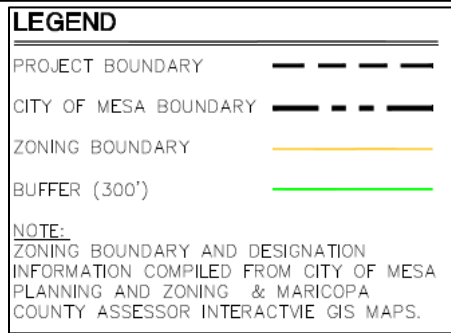 LEGEND
PROJECT BOUNDARY
CITY OF MESA BOUNDARY
ZONING BOUNDARY
BUFFER (300')
NOTE:
ZONING BOUNDARY AND DESIGNATION
INFORMATION COMPILED FROM CITY OF MESA
PLANNING AND ZONING & MARICOPA
COUNTY ASSESSOR INTERACTVIE GIS MAPS.